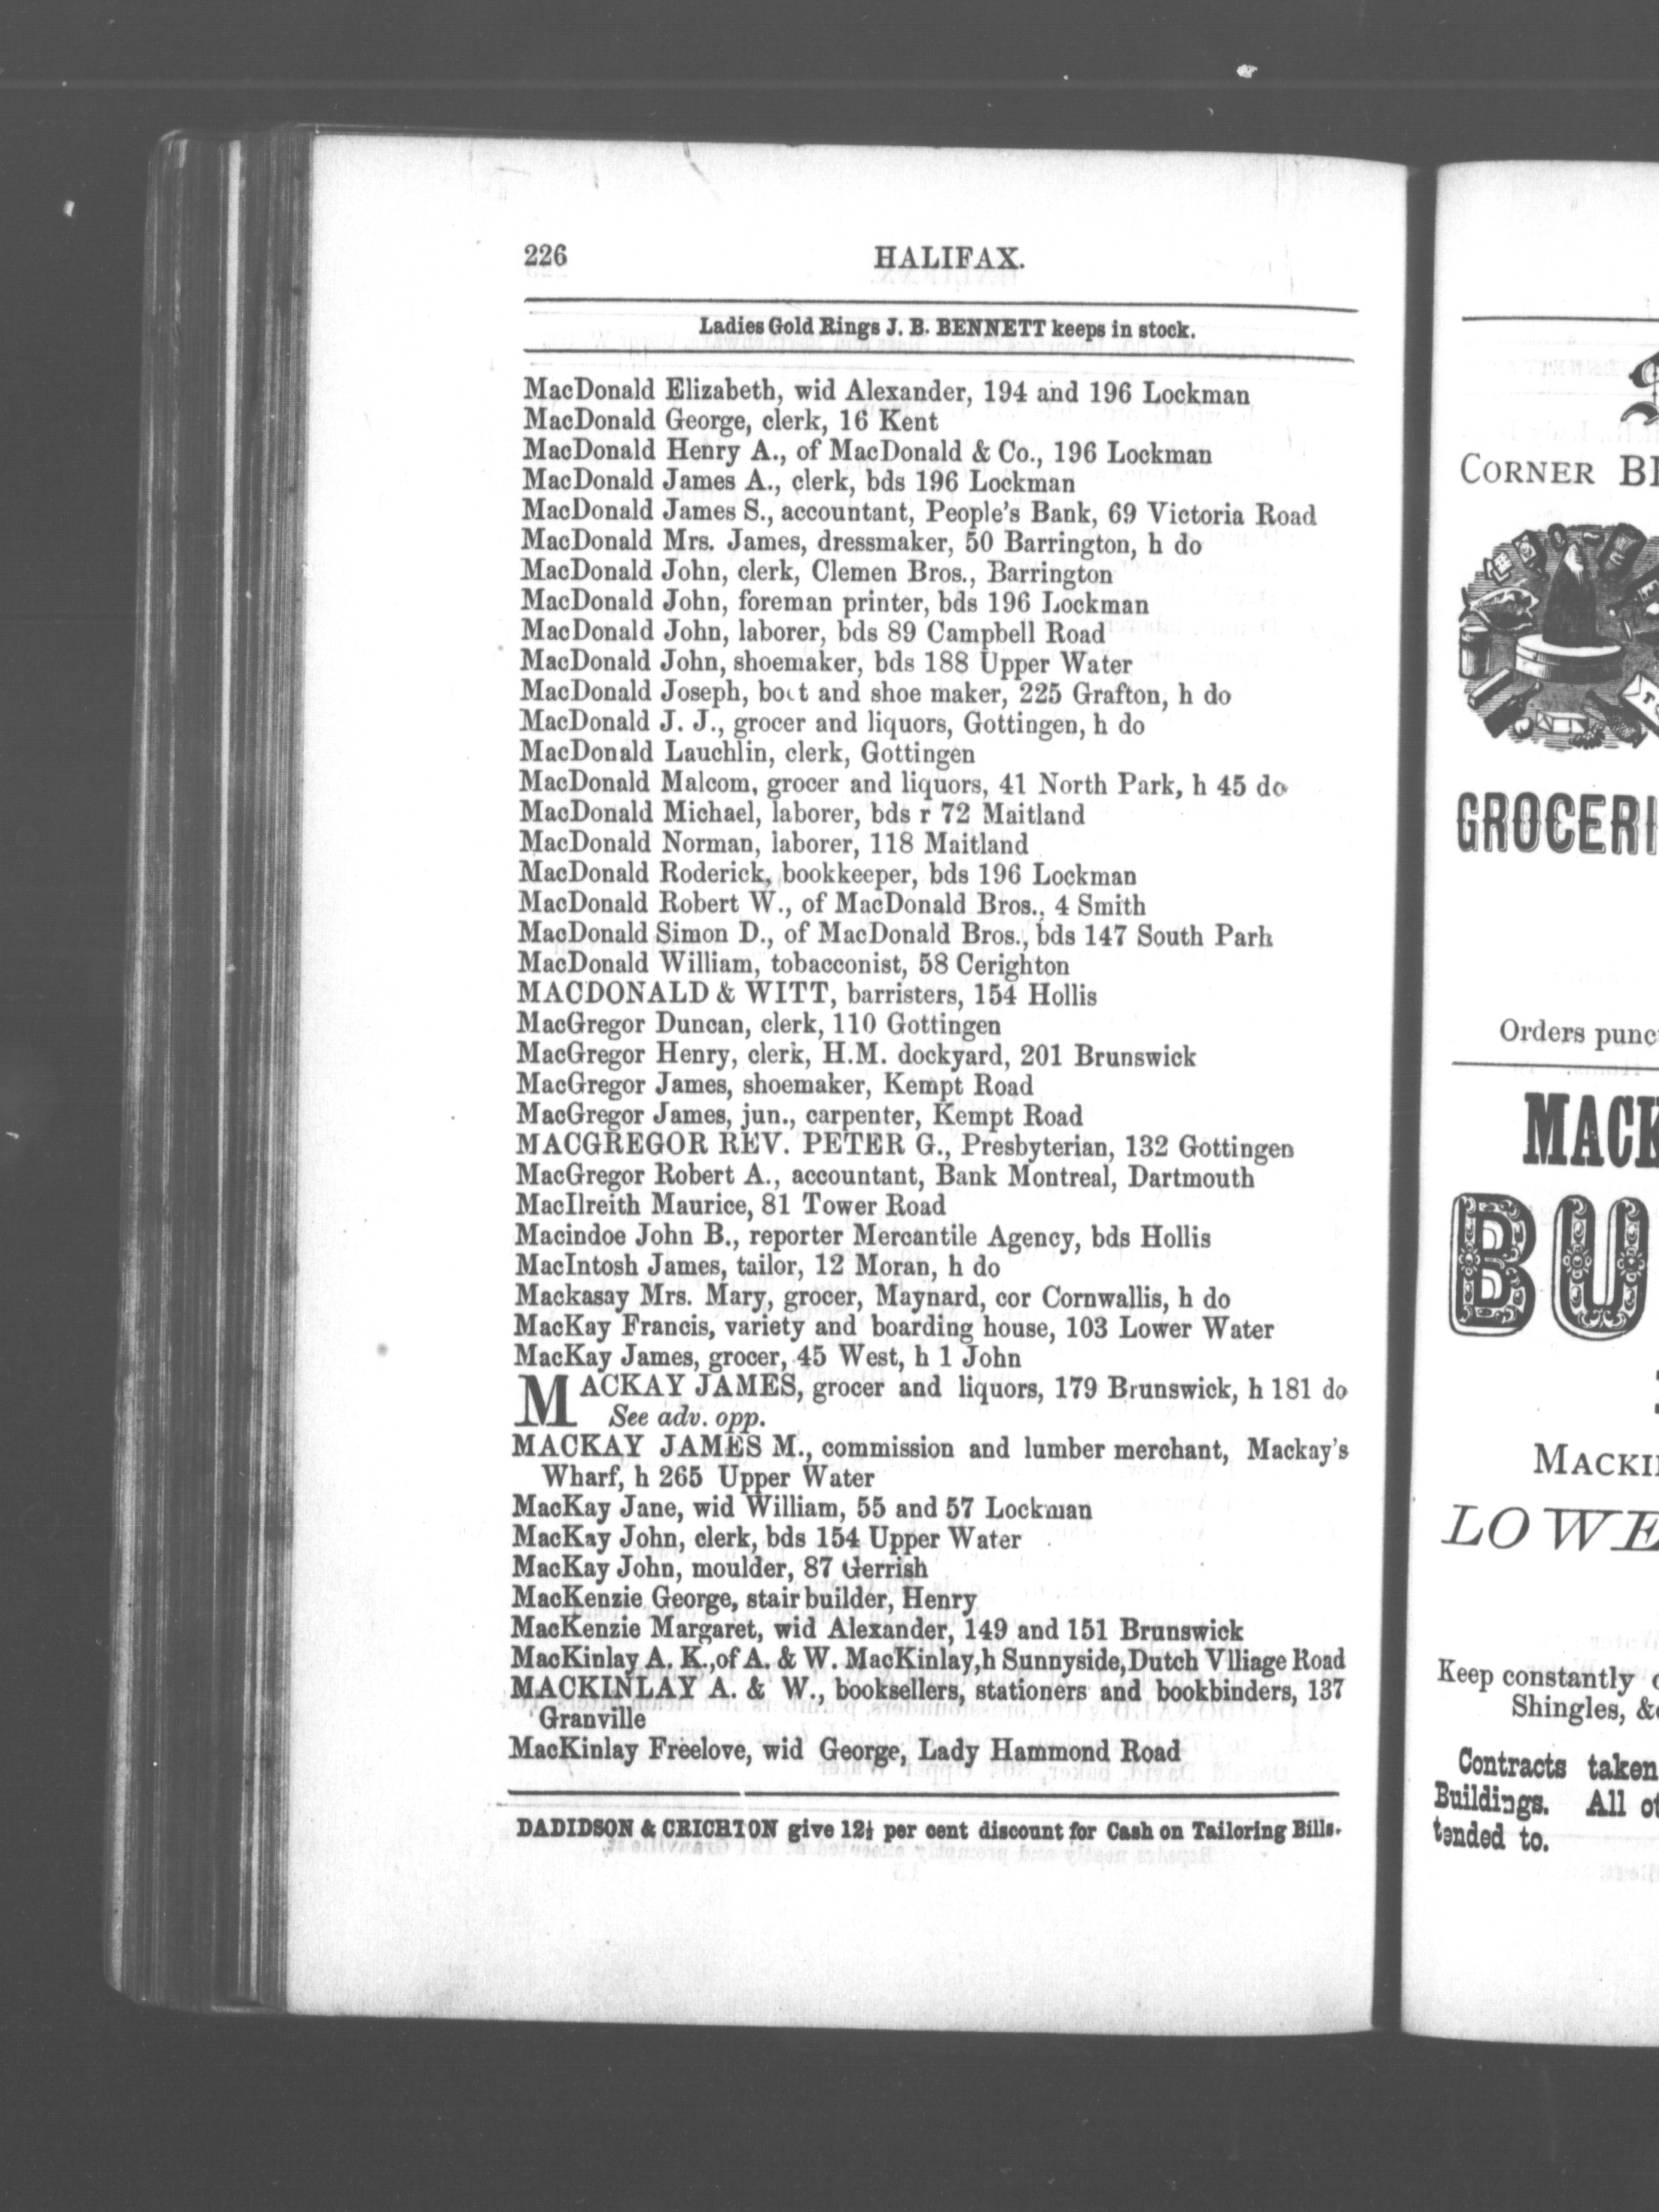 226 HALIFAX.
Ladies Gold Rings J. B. BENNETT keeps in stock.
MacDonald Elizabeth, wid Alexander, 194 and 196 Lockman
MacDonald George, clerk, 16 Kent
MacDonald Henry A., of MacDonald & Co., 196 Lockman
MacDonald James A., clerk, bds 196 Lockman
MacDonald James S., accountant, People's Bank, 69 Victoria Road
MacDonald Mrs. James, dressmaker, 50 Barrington, h do
MacDonald John, clerk, Clemen Bros., Barrington
MacDonald John, foreman printer, bds 196 Lockman
MacDonald John, laborer, bds 89 Campbell Road
MacDonald John, shoemaker, bds 188 Upper Water
MacDonald Joseph, boot and shoe maker, 225 Grafton, h do
MacDonald J. J., grocer and liquors, Gottingen, h do
MacDonald Lauchlin, clerk, Gottingen
MacDonald Malcom, grocer and liquors, 41 North Park, h 45 do
MacDonald Michael, laborer, bds r 72 Maitland
MacDonald Norman, laborer, 118 Maitland
MacDonald Roderick, bookkeeper, bds 196 Lockman
MacDonald Robert W., of MacDonald Bros., 4 Smith
MacDonald Simon D., of MacDonald Bros., bds 147 South Park
MacDonald William, tobacconist, 58 Cerighton
MACDONALD & WITT, barristers, 154 Hollis
MacGregor Duncan, clerk, 110 Gottingen
MacGregor Henry, clerk, H.M. dockyard, 201 Brunswick
MacGregor James, shoemaker, Kempt Road
MacGregor James, jun., carpenter, Kempt Road
MACGREGOR REV. PETER G., Presbyterian, 132 Gottingen
MacGregor Robert A., accountant, Bank Montreal, Dartmouth
MacIlreith Maurice, 81 Tower Road
Macindoe John B., reporter Mercantile Agency, bds Hollis
MacIntosh James, tailor, 12 Moran, h do
Mackasay Mrs. Mary, grocer, Maynard, cor Cornwallis, h do
MacKay Francis, variety and boarding house, 103 Lower Water
MacKay James, grocer, 45 West, h 1 John
MACKAY JAMES, grocer and liquors, 179 Brunswick, h 181 do
See adv. opp.
MACKAY JAMES M., commission and lumber merchant, Mackay's
Wharf, h 265 Upper Water
MacKay Jane, wid William, 55 and 57 Lockman
MacKay John, clerk, bds 154 Upper Water
MacKay John, moulder, 87 Gerrish
MacKenzie George, stair builder, Henry
MacKenzie Margaret, wid Alexander, 149 and 151 Brunswick
MacKinlay A. K., of A. & W. MacKinlay, h Sunnyside, Dutch Vlliage Road
MACKINLAY A. & W., booksellers, stationers and bookbinders, 137
Granville
MacKinlay Freelove, wid George, Lady Hammond Road
DADIDSON & CRICHTON give 12½ per cent discount for Cash on Tailoring Bills.
CORNER
GROCERI
Orders punc
MACK
BU
MACKI
LOWE
Keep constantly
Shingles, &
Contracts taken
Buildings. All
tended to.